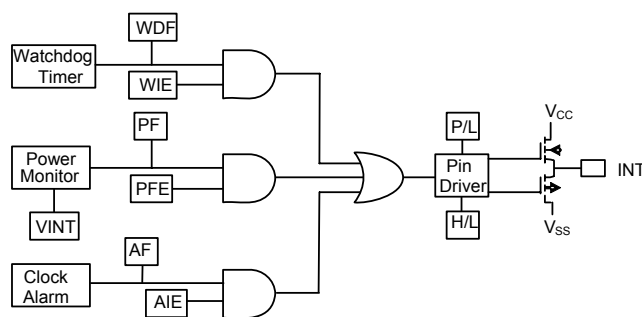 WDF
Watchdog
Timer
WIE
PF
Power
Monitor
PFE
VINT
AF
Clock
Alarm
AIE
P/L
Pin
Driver
H/L
VCC
INT
VSS